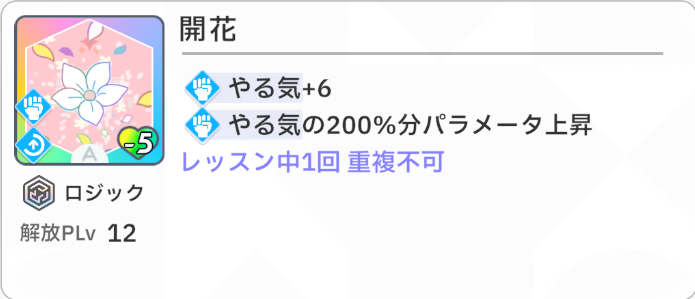 開花
やる気+6
やる気の200%分パラメータ上昇
レッスン中1回 重複不可
A
-5
ロジック
解放PLv 12